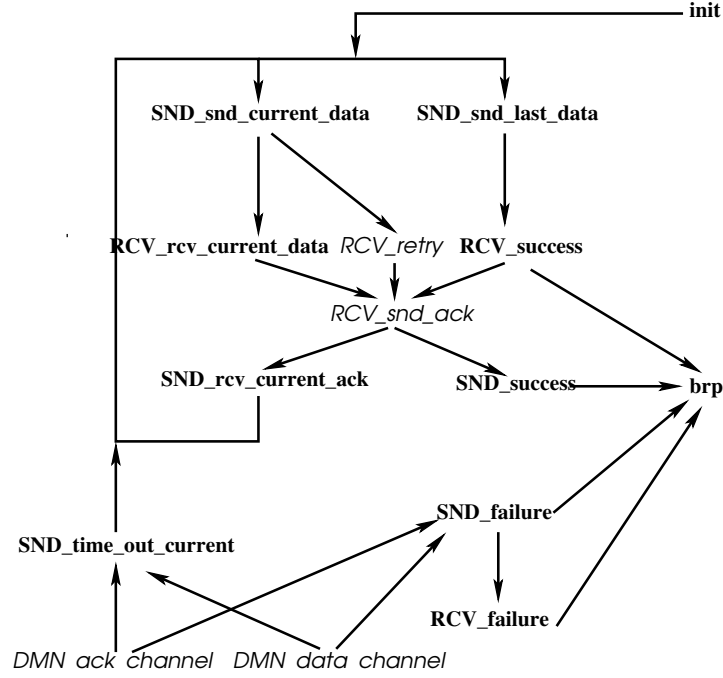 init
SND_snd_current_data SND_snd_last_data
RCV_rcv_current_data RCV_retry RCV_success
RCV_snd_ack
SND_rcv_current_ack SND_success brp
SND_failure
SND_time_out_current
RCV_failure
DMN ack channel DMN data channel